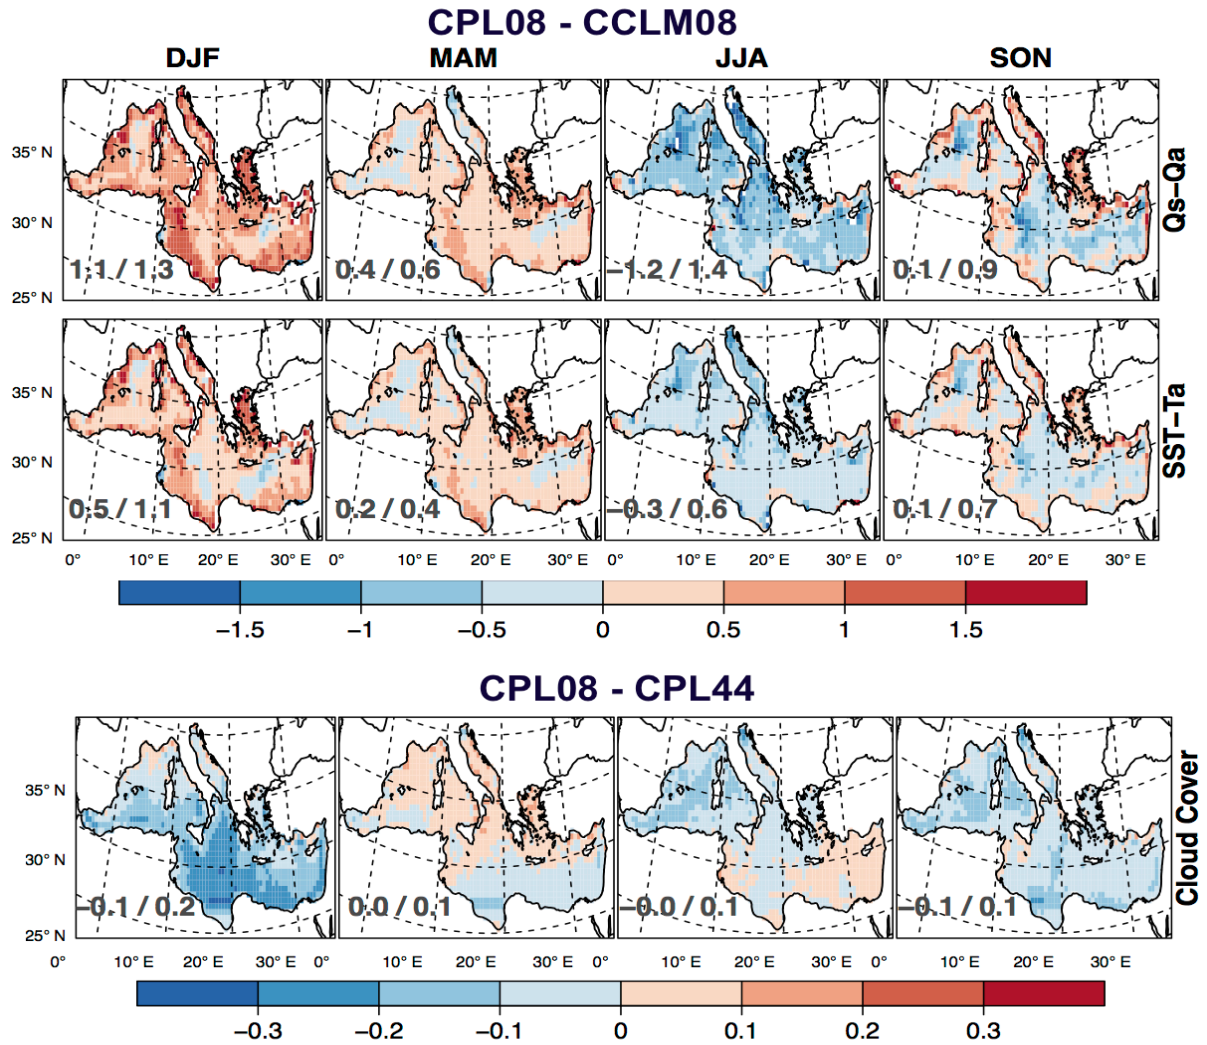 CPL08 - CCLM08
DJF MAM JJA SON
35° N
30° N
25° N
1.1 / 1.3 0.4 / 0.6 −1.2 / 1.4 0.1 / 0.9
Qs−Qa
35° N
30° N
25° N
0.5 / 1.1 0.2 / 0.4 −0.3 / 0.6 0.1 / 0.7
SST−Ta
0° 10° E 20° E 30° E 0° 10° E 20° E 30° E 0° 10° E 20° E 30° E 0° 10° E 20° E 30° E
−1.5 −1 −0.5 0 0.5 1 1.5
CPL08 - CPL44
35° N
30° N
25° N
−0.1 / 0.2 0.0 / 0.1 −0.0 / 0.1 −0.1 / 0.1
Cloud Cover
0° 10° E 20° E 30° E 0° 10° E 20° E 30° E 0° 10° E 20° E 30° E 0° 10° E 20° E 30° E
−0.3 −0.2 −0.1 0 0.1 0.2 0.3